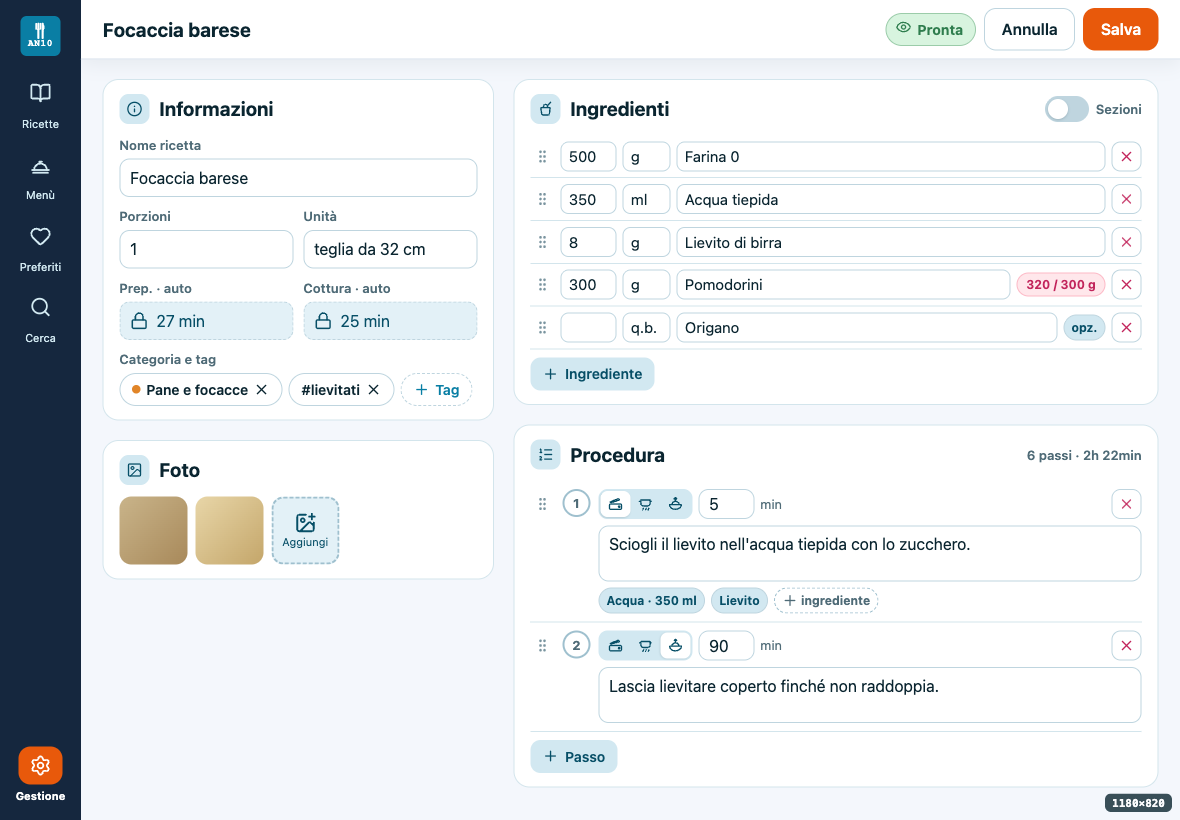 AN10
Ricette
Menù
Preferiti
Cerca
Gestione
Focaccia barese
Pronta
Annulla
Salva
Informazioni
Nome ricetta
Focaccia barese
Porzioni Unità
1 teglia da 32 cm
Prep. · auto Cottura · auto
27 min 25 min
Categoria e tag
Pane e focacce #lievitati + Tag
Foto
Aggiungi
Ingredienti Sezioni
500 g Farina 0
350 ml Acqua tiepida
8 g Lievito di birra
300 g Pomodorini 320 / 300 g
q.b. Origano opz.
+ Ingrediente
Procedura 6 passi · 2h 22min
1 5 min
Sciogli il lievito nell'acqua tiepida con lo zucchero.
Acqua · 350 ml Lievito + ingrediente
2 90 min
Lascia lievitare coperto finché non raddoppia.
+ Passo
1180×820